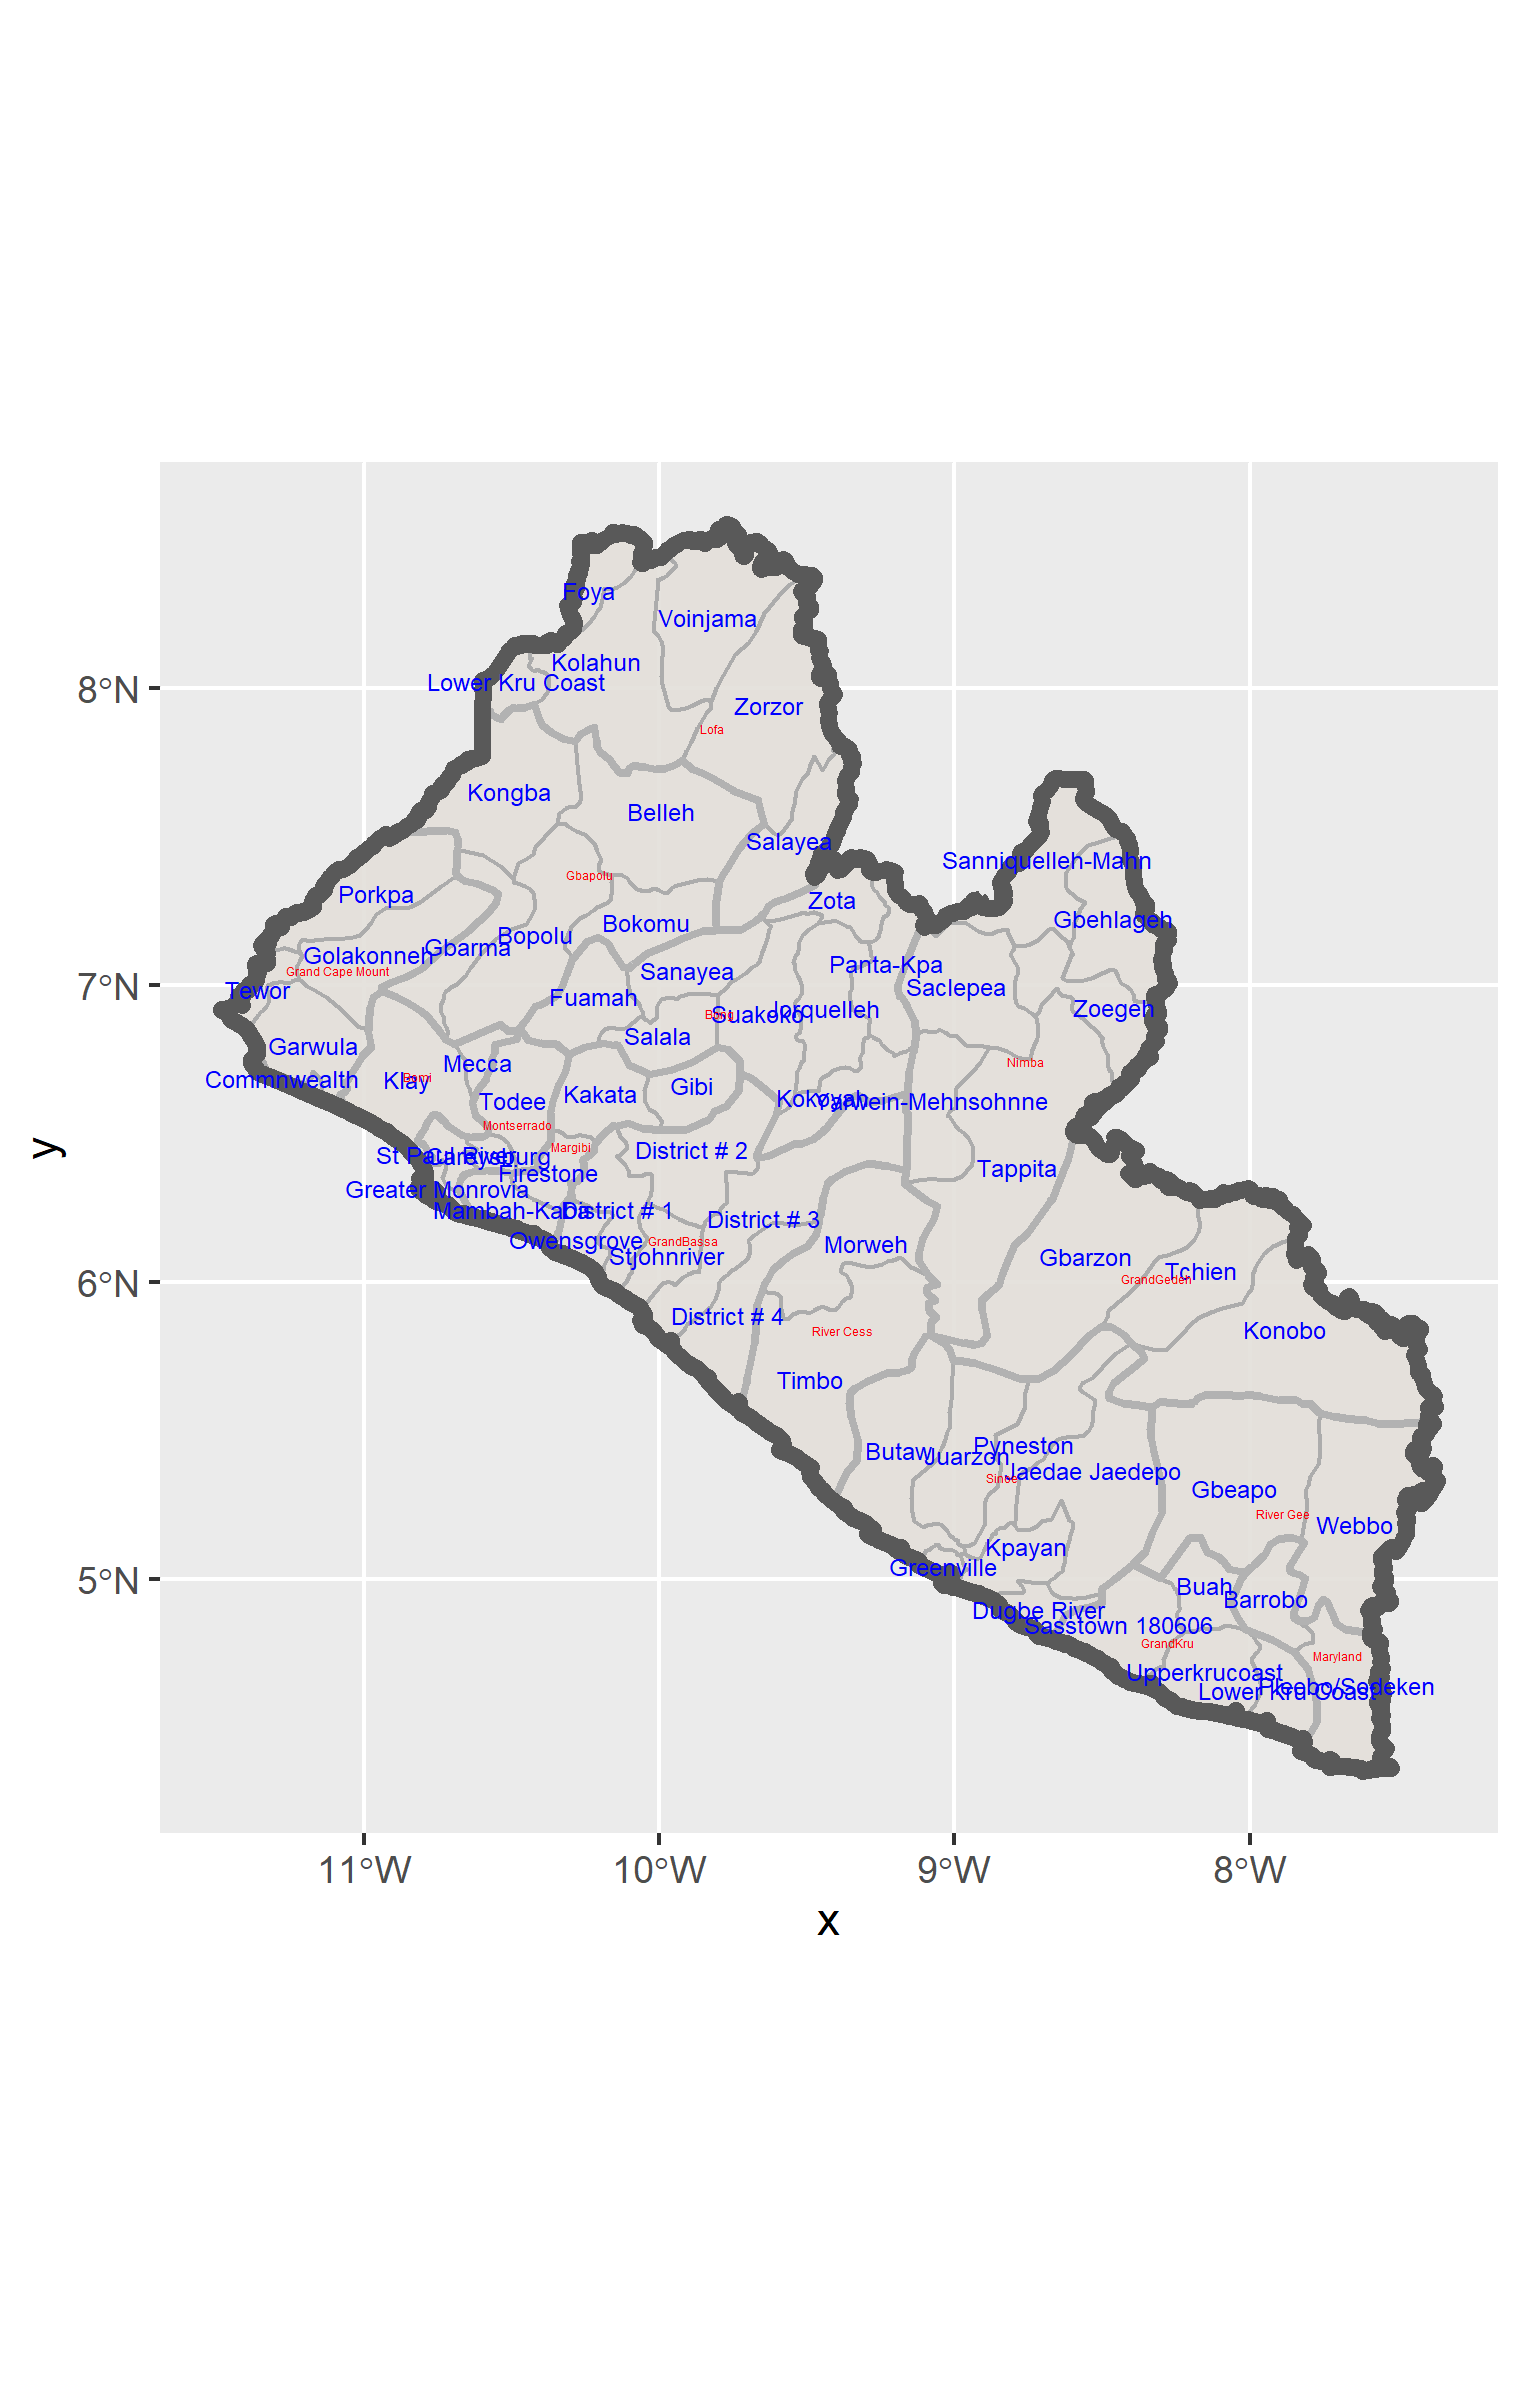 Foya
Voinjama
Kolahun
Lower Kru Coast
8°N
Zorzor
Lofa
Kongba
Belleh
Salayea
Sanniquelleh-Mahn
Gbapolu
Porkpa
Zota
Gbehlageh
Bokomu
Bopolu
Gbarma
Golakonneh
Panta-Kpa
Grand Cape Mount
Sanayea
7°N
Tewor
Saclepea
Fuamah
Zoegeh
Jorquelleh
Suakoko
Bong
Salala
Garwula
Nimba
Mecca
Bomi
Klay
Commnwealth
Gibi
Kakata
Kokoyah
Yarwein-Mehnsohnne
Todee
Montserrado
Margibi
District # 2
St Paul River
Careysburg
Tappita
Firestone
Greater Monrovia
Mambah-Kaba
District # 1
District # 3
Owensgrove
GrandBassa
Morweh
Stjohnriver
Gbarzon
Tchien
GrandGedeh
6°N
District # 4
River Cess
Konobo
Timbo
Pyneston
Butaw
Juarzon
Jaedae Jaedepo
Sinoe
Gbeapo
River Gee
Webbo
Kpayan
Greenville
5°N
Buah
Barrobo
Dugbe River
Sasstown 180606
GrandKru
Maryland
Upperkrucoast
Pleebo/Sodeken
Lower Kru Coast
11°W
10°W
9°W
8°W
x
y